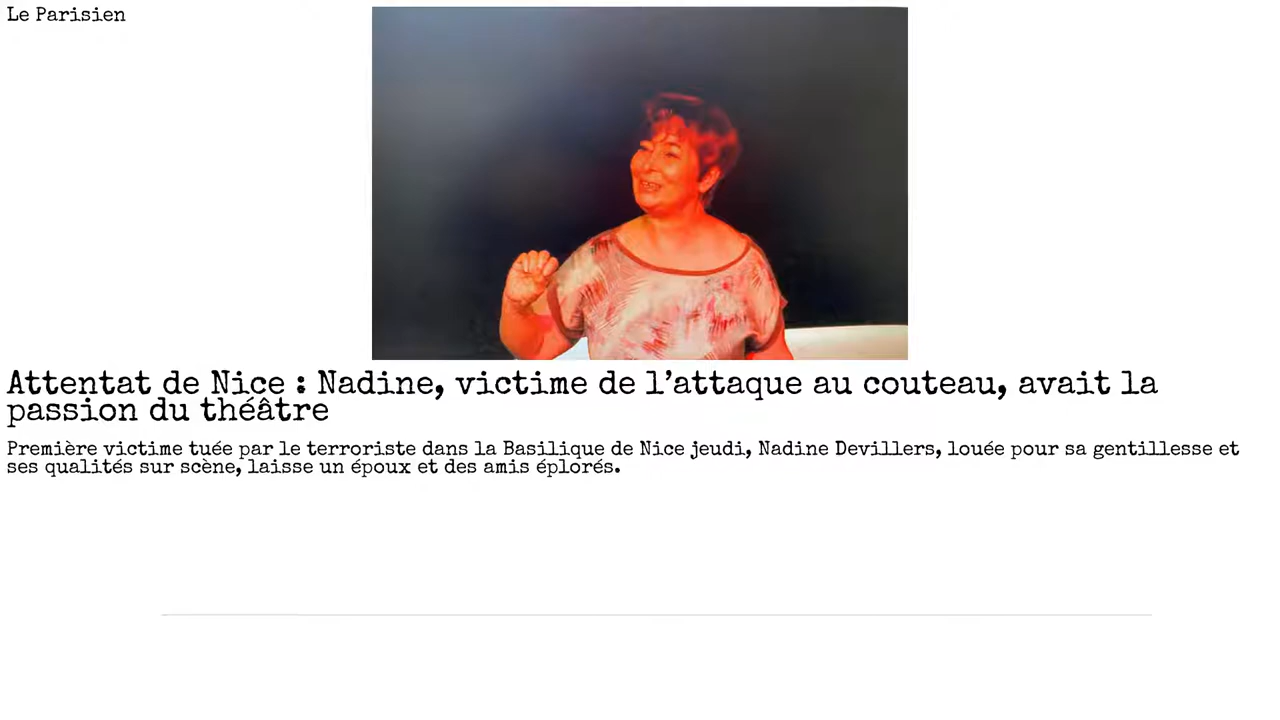 Le Parisien
Attentat de Nice : Nadine, victime de l’attaque au couteau, avait la
passion du théâtre
Première victime tuée par le terroriste dans la Basilique de Nice jeudi, Nadine Devillers, louée pour sa gentillesse et
ses qualités sur scène, laisse un époux et des amis éplorés.